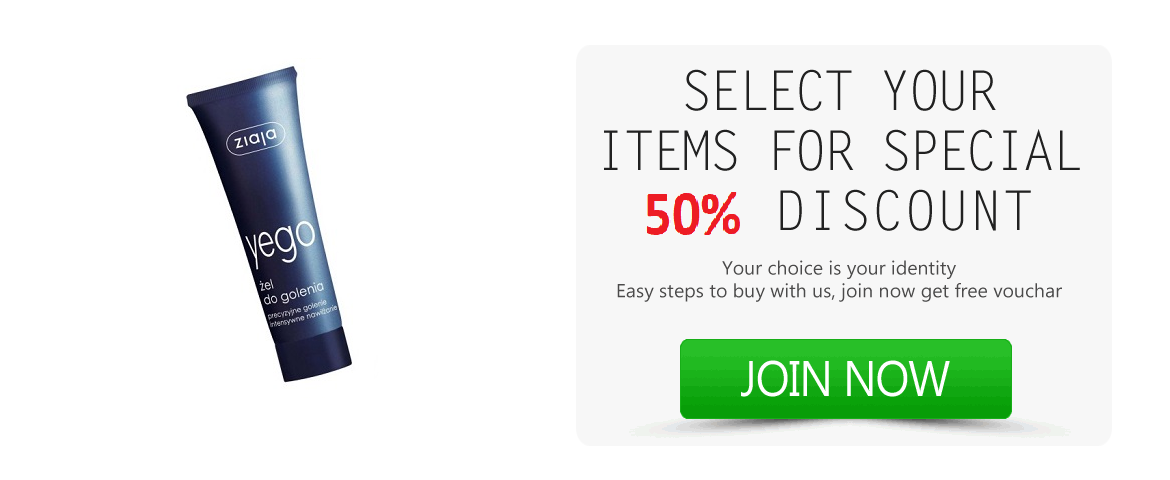 ziaja
yego
żel
do golenia
precyzyjne golenie
intensywne nawilżanie
SELECT YOUR
ITEMS FOR SPECIAL
50% DISCOUNT
Your choice is your identity
Easy steps to buy with us, join now get free vouchar
JOIN NOW